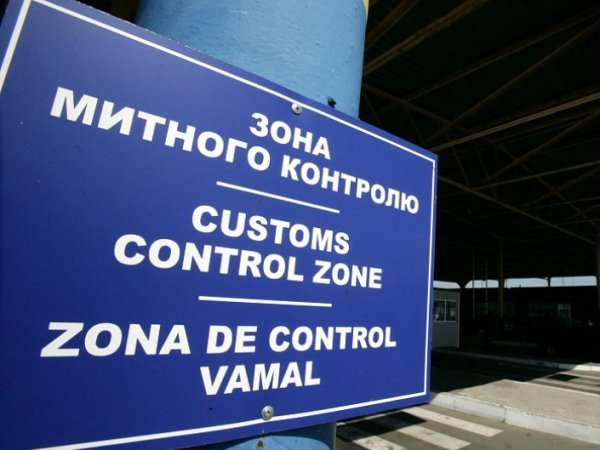 ЗОНА
МИТНОГО КОНТРОЛЮ
CUSTOMS
CONTROL ZONE
ZONA DE CONTROL
VAMAL